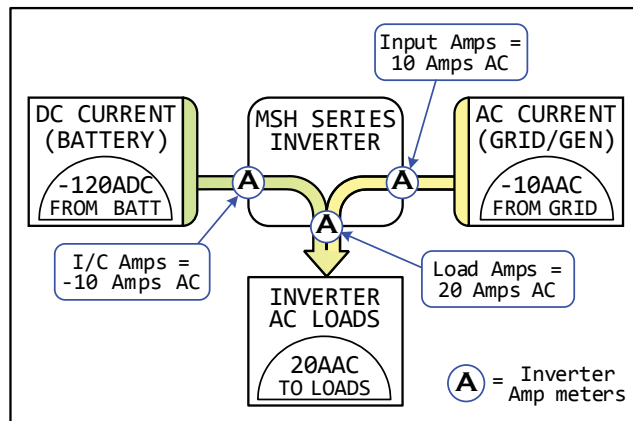 Input Amps =
10 Amps AC
DC CURRENT
(BATTERY)
-120ADC
FROM BATT
MSH SERIES
INVERTER
AC CURRENT
(GRID/GEN)
-10AAC
FROM GRID
A
A
A
I/C Amps =
-10 Amps AC
Load Amps =
20 Amps AC
INVERTER
AC LOADS
20AAC
TO LOADS
A = Inverter
Amp meters